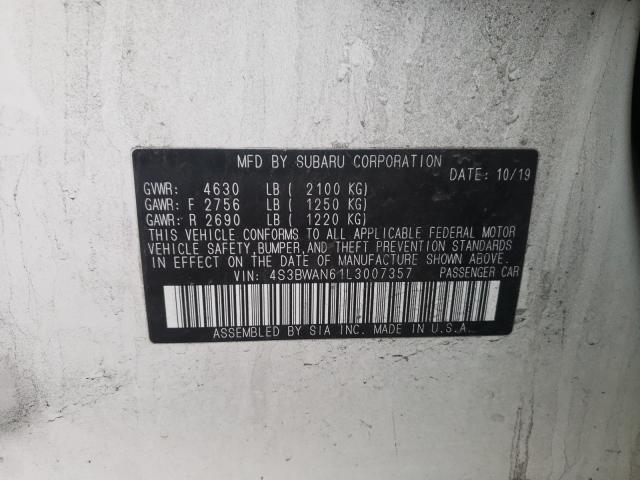 MFD BY SUBARU CORPORATION
DATE: 10/19
GVWR: 4630 LB ( 2100 KG)
GAWR: F 2756 LB ( 1250 KG)
GAWR: R 2690 LB ( 1220 KG)
THIS VEHICLE CONFORMS TO ALL APPLICABLE FEDERAL MOTOR
VEHICLE SAFETY, BUMPER, AND THEFT PREVENTION STANDARDS
IN EFFECT ON THE DATE OF MANUFACTURE SHOWN ABOVE.
VIN: 4S3BWAN61L3007357 PASSENGER CAR
ASSEMBLED BY SIA INC. MADE IN U.S.A.